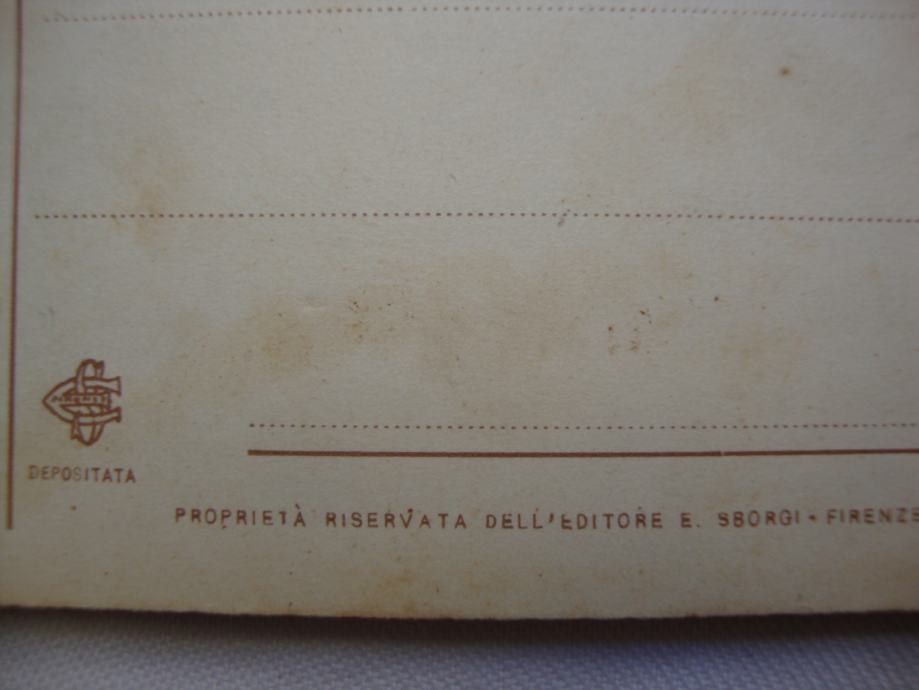 DEPOSITATA
PROPRIETÀ RISERVATA DELL'EDITORE E. SBORGI - FIRENZE